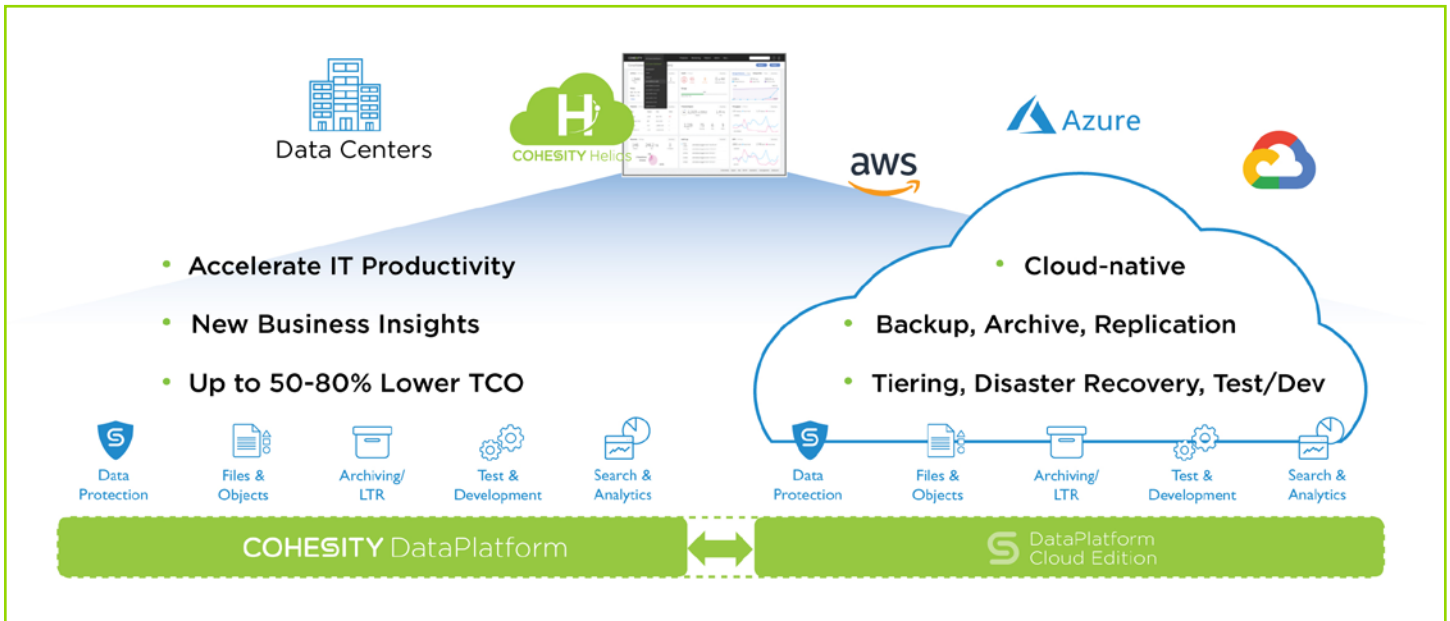 Data Centers
H
COHESITY Helios
COHESITY
aws
Azure
• Accelerate IT Productivity
• New Business Insights
• Up to 50-80% Lower TCO
• Cloud-native
• Backup, Archive, Replication
• Tiering, Disaster Recovery, Test/Dev
Data
Protection
Files &
Objects
Archiving/
LTR
Test &
Development
Search &
Analytics
Data
Protection
Files &
Objects
Archiving/
LTR
Test &
Development
Search &
Analytics
COHESITY DataPlatform
DataPlatform
Cloud Edition